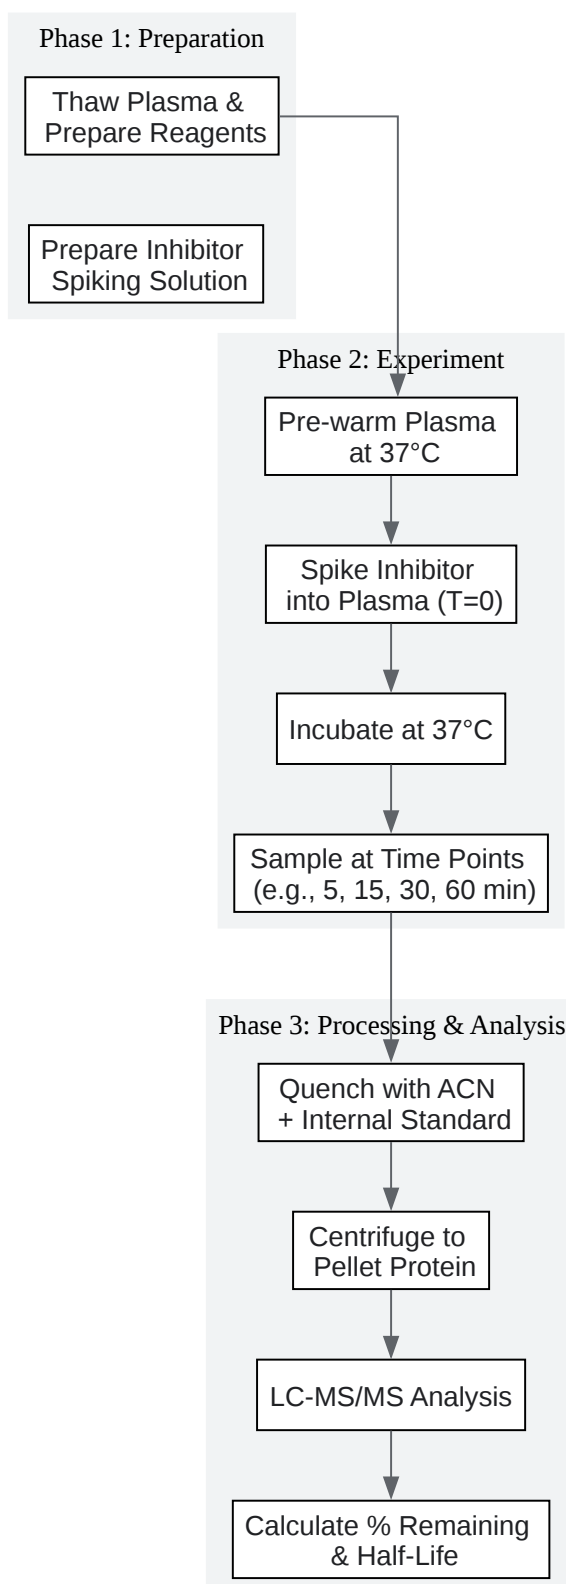 Phase 1: Preparation
Thaw Plasma &
Prepare Reagents
Prepare Inhibitor
Spiking Solution
Phase 2: Experiment
Pre-warm Plasma
at 37°C
Spike Inhibitor
into Plasma (T=0)
Incubate at 37°C
Sample at Time Points
(e.g., 5, 15, 30, 60 min)
Phase 3: Processing & Analysis
Quench with ACN
+ Internal Standard
Centrifuge to
Pellet Protein
LC-MS/MS Analysis
Calculate % Remaining
& Half-Life